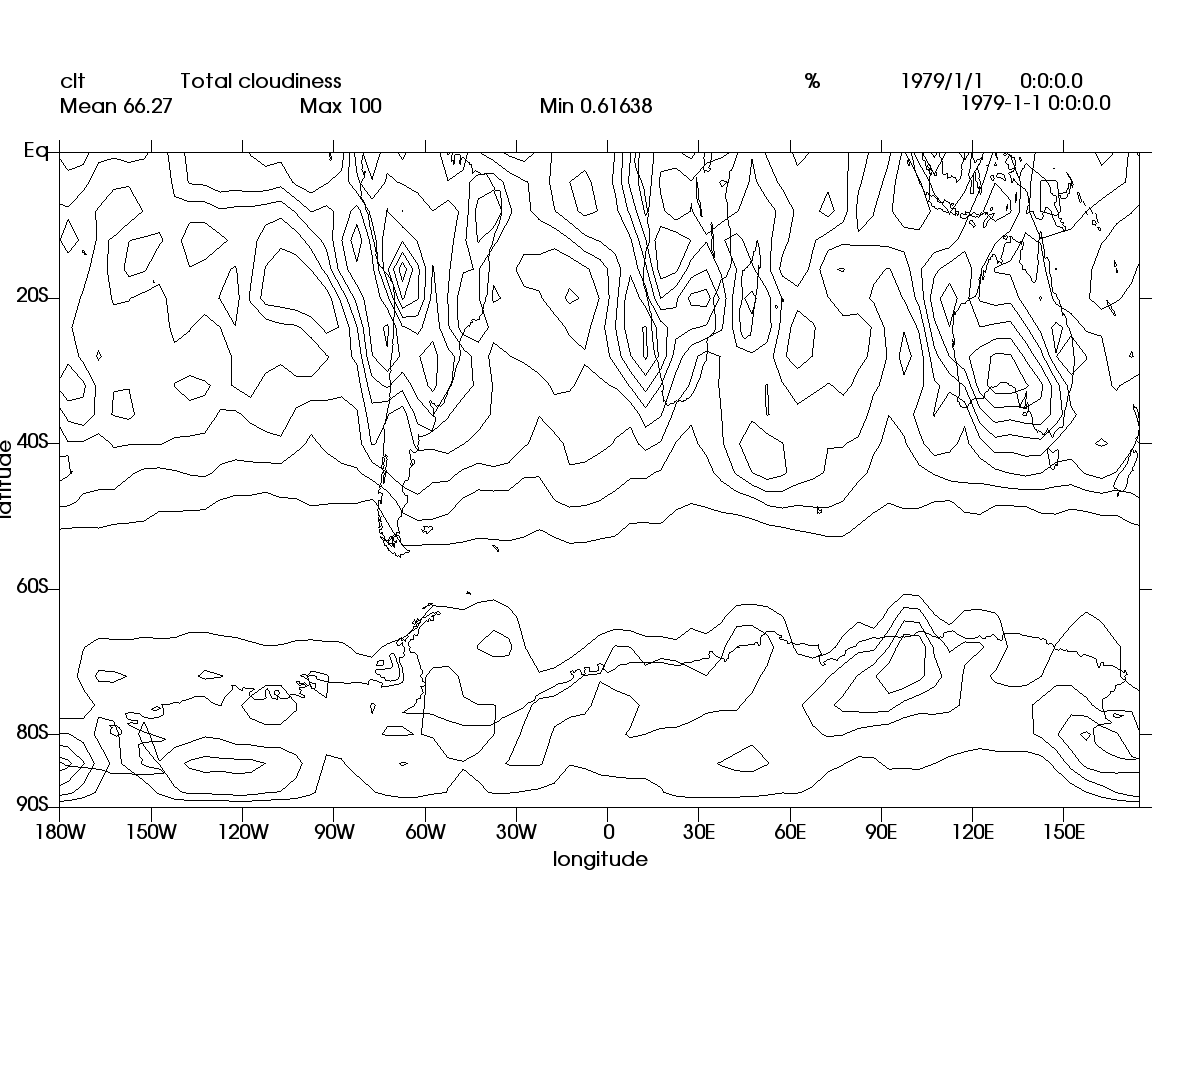 clt Total cloudiness % 1979/1/1 0:0:0.0
Mean 66.27 Max 100 Min 0.61638 1979-1-1 0:0:0.0
Eq
20S
40S
latitude
60S
80S
90S
180W 150W 120W 90W 60W 30W 0 30E 60E 90E 120E 150E
longitude